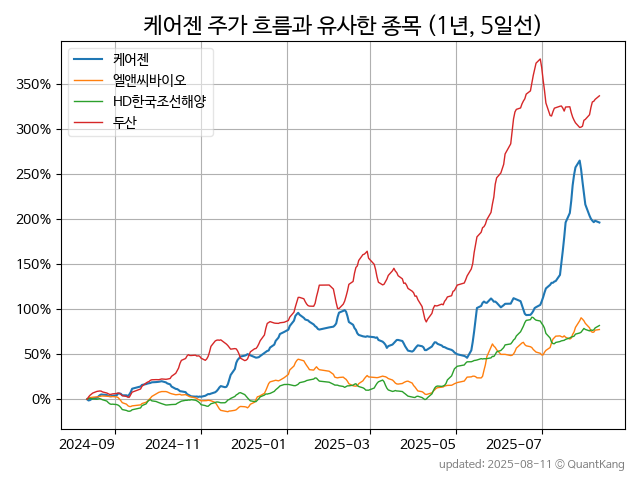 케어젠 주가 흐름과 유사한 종목 (1년, 5일선)
케어젠
엘앤씨바이오
HD한국조선해양
두산
350%
300%
250%
200%
150%
100%
50%
0%
2024-09
2024-11
2025-01
2025-03
2025-05
2025-07
updated: 2025-08-11 © QuantKang